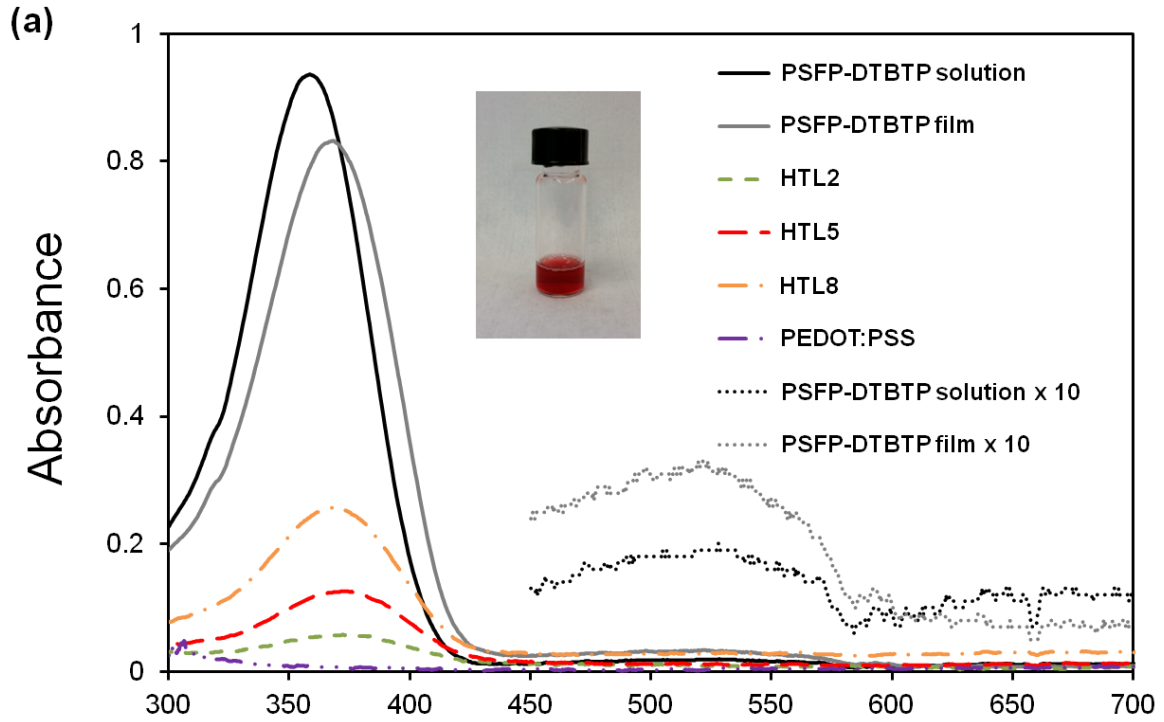 (a)
Absorbance
1
0.8
0.6
0.4
0.2
0
300 350 400 450 500 550 600 650 700
PSFP-DTBTP solution
PSFP-DTBTP film
HTL2
HTL5
HTL8
PEDOT:PSS
PSFP-DTBTP solution x 10
PSFP-DTBTP film x 10